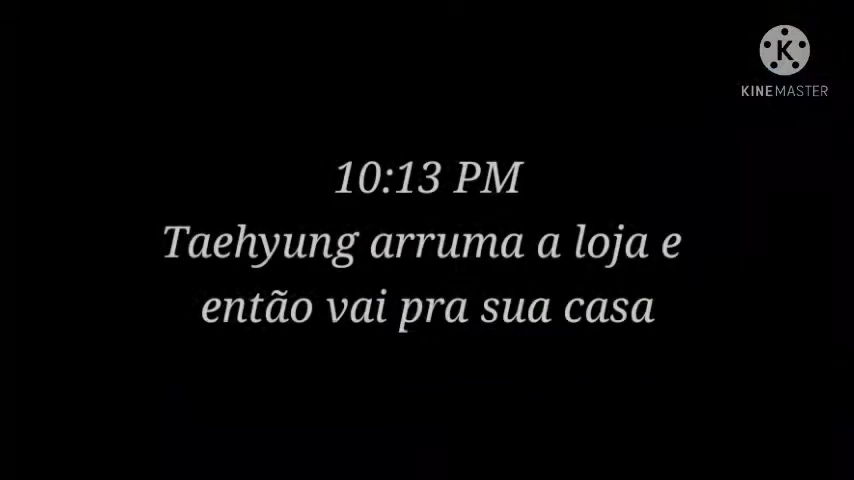 K
KINEMASTER
10:13 PM
Taehyung arruma a loja e
então vai pra sua casa